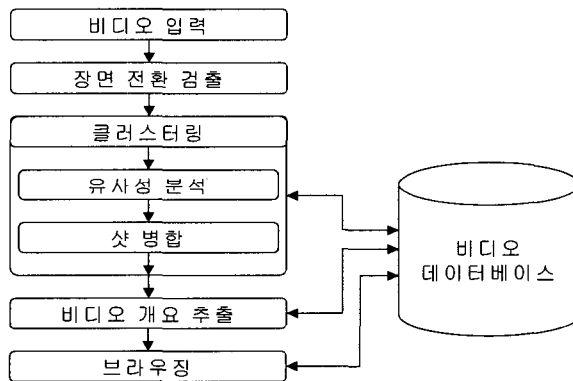 비디오 입력
장면 전환 검출
클러스터링
유사성 분석
샷 병합
비디오 개요 추출
브라우징
비디오
데이터베이스